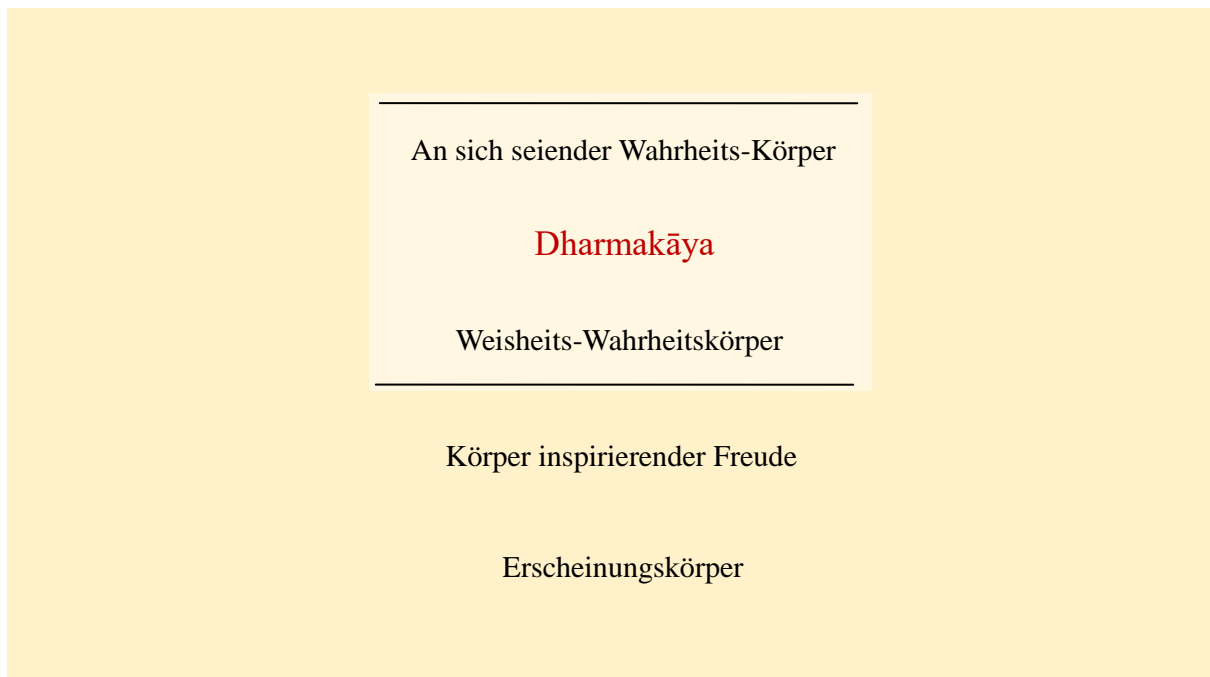 An sich seiender Wahrheits-Körper
Dharmakāya
Weisheits-Wahrheitskörper
Körper inspirierender Freude
Erscheinungskörper